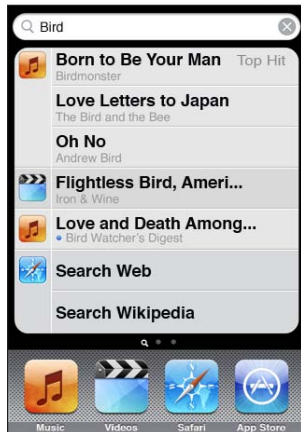 Bird
Born to Be Your Man Top Hit
Birdmonster
Love Letters to Japan
The Bird and the Bee
Oh No
Andrew Bird
Flightless Bird, Ameri...
Iron & Wine
Love and Death Among...
Bird Watcher's Digest
Search Web
Search Wikipedia
Music Videos Safari App Store